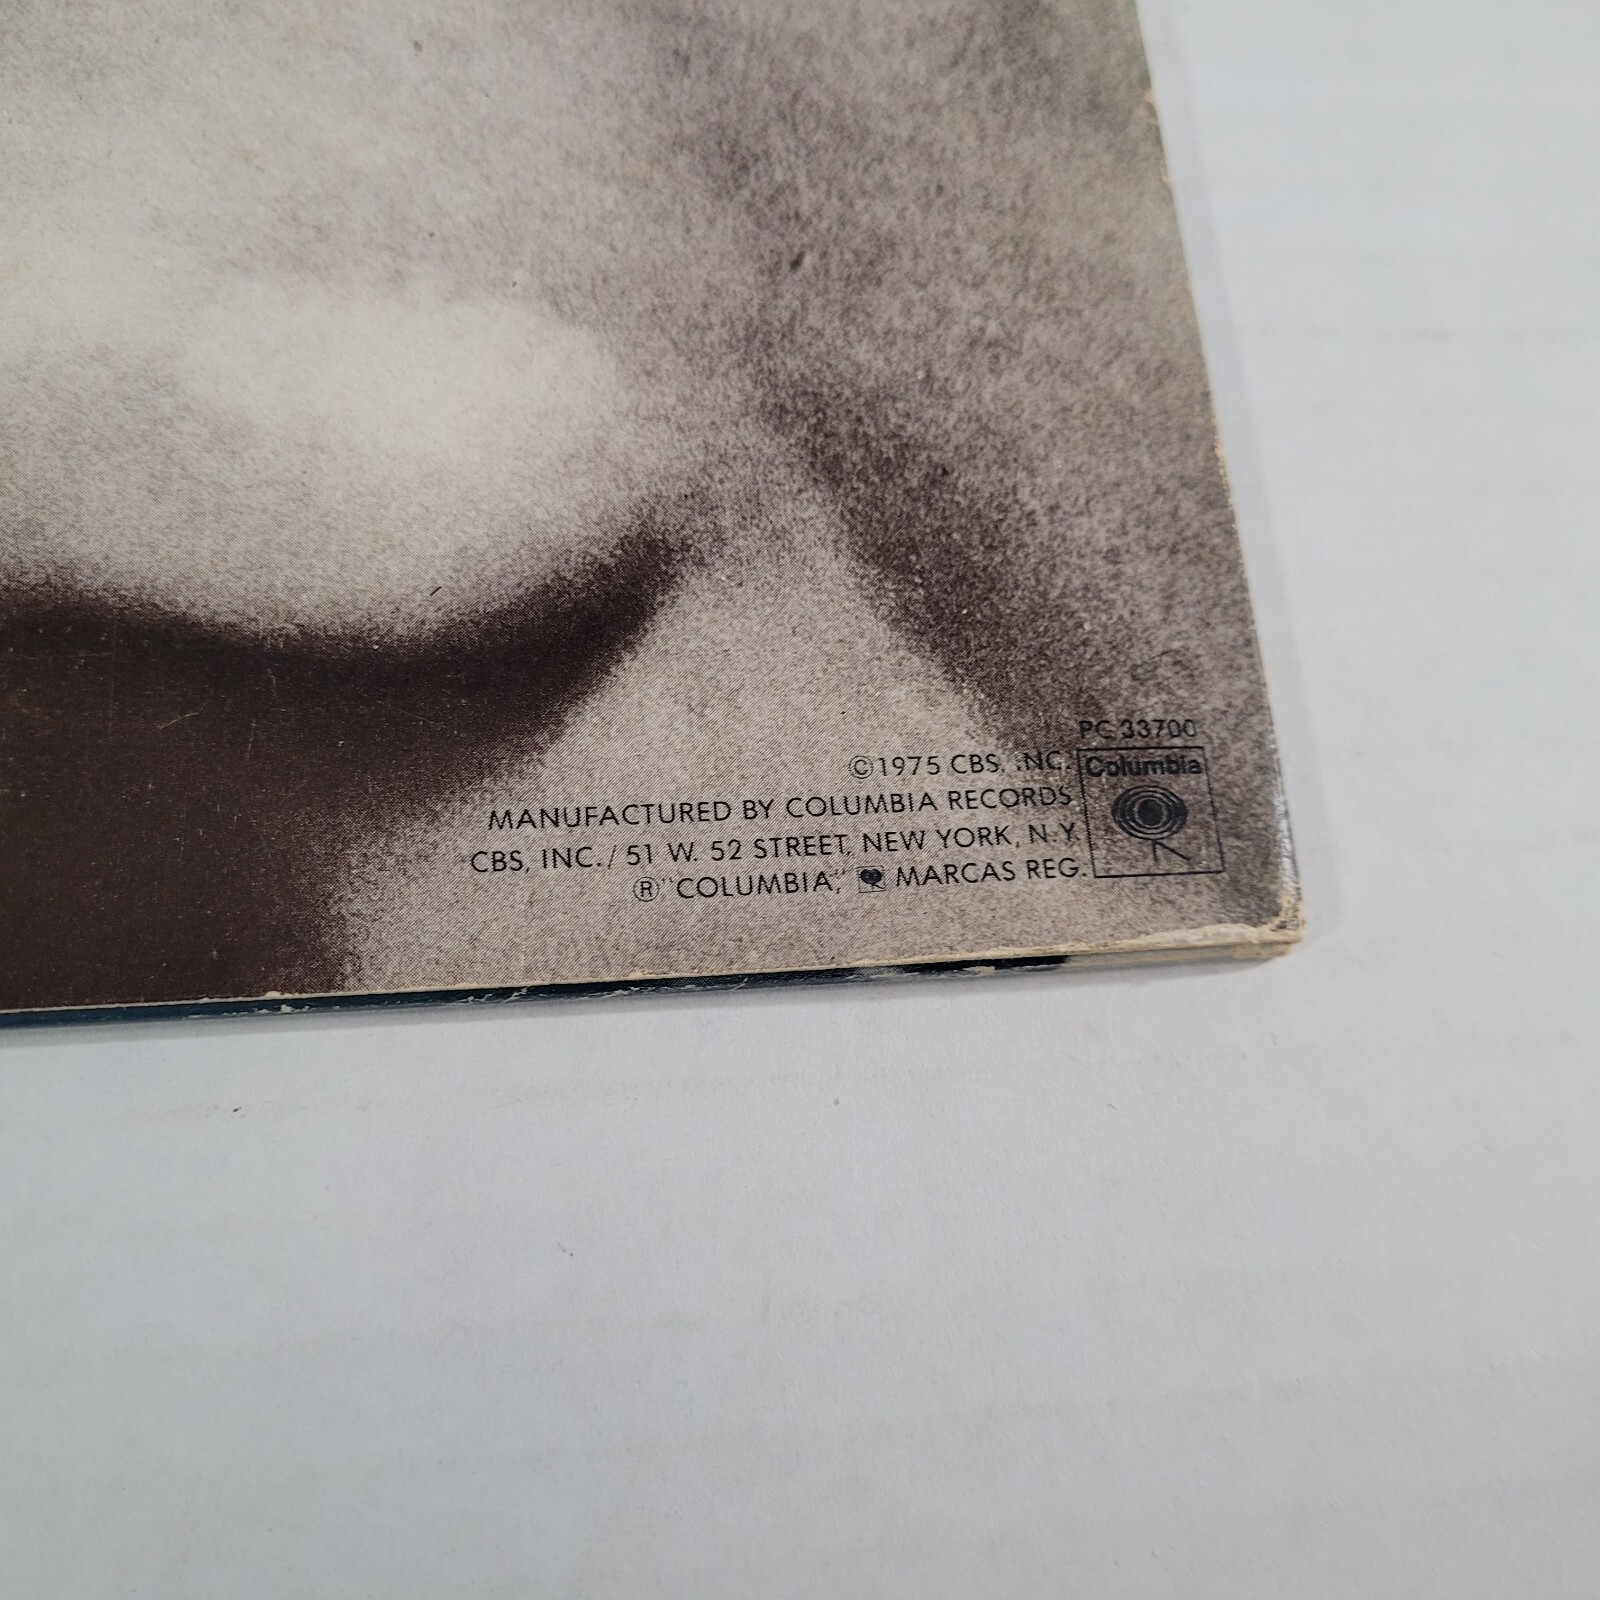 PC 33700
©1975 CBS, INC.
Columbia
MANUFACTURED BY COLUMBIA RECORDS
CBS, INC./ 51 W. 52 STREET, NEW YORK, N.Y.
® "COLUMBIA," MARCAS REG.